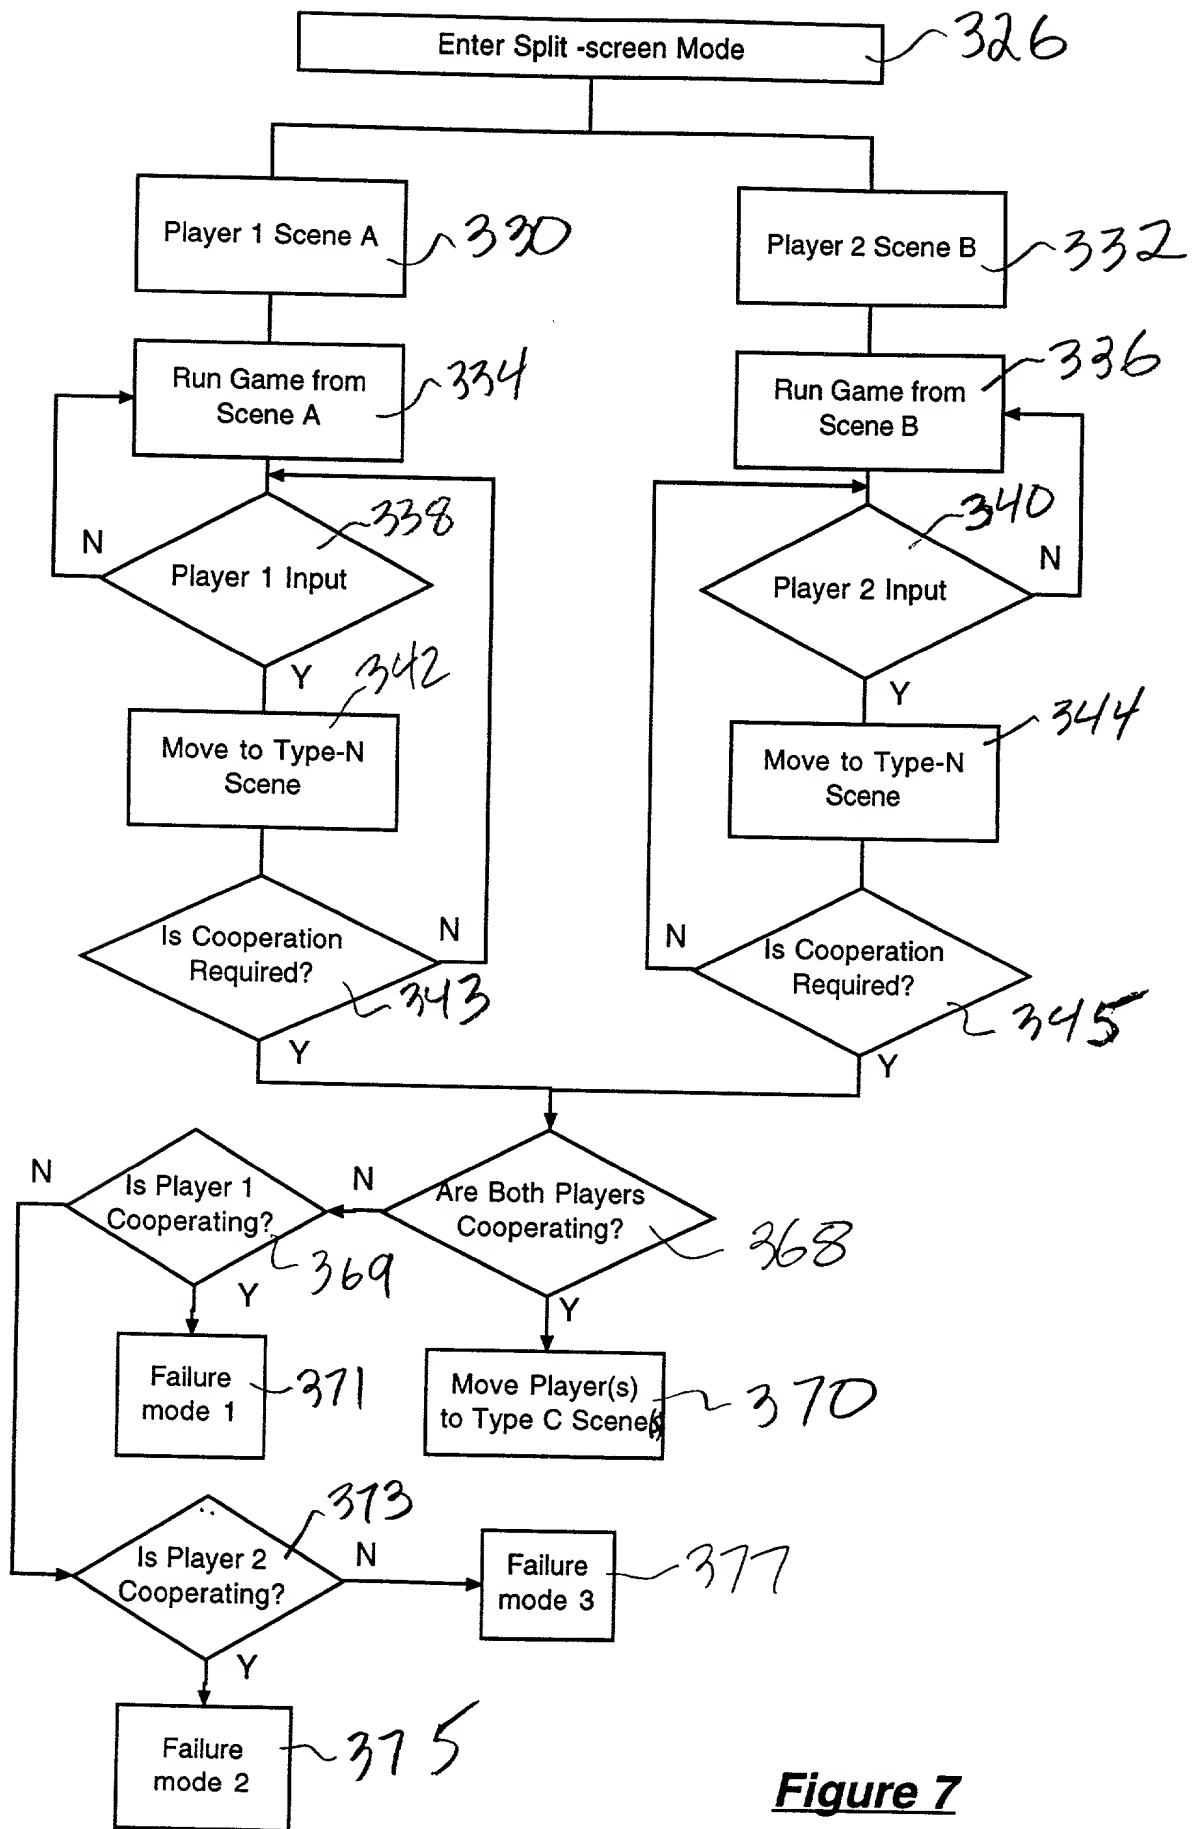 Enter Split -screen Mode
326
Player 1 Scene A
330
Player 2 Scene B
332
Run Game from
Scene A
334
Run Game from
Scene B
336
338
Player 1 Input
N
Y
340
Player 2 Input
N
Y
342
Move to Type-N
Scene
344
Move to Type-N
Scene
Is Cooperation
Required?
N
343
Y
N
Is Cooperation
Required?
345
Y
N
Is Player 1
Cooperating?
369
Y
N
Are Both Players
Cooperating?
368
Y
Failure
mode 1
371
Move Player(s)
to Type C Scene(s)
370
373
Is Player 2
Cooperating?
N
Y
Failure
mode 3
377
Failure
mode 2
375
Figure 7